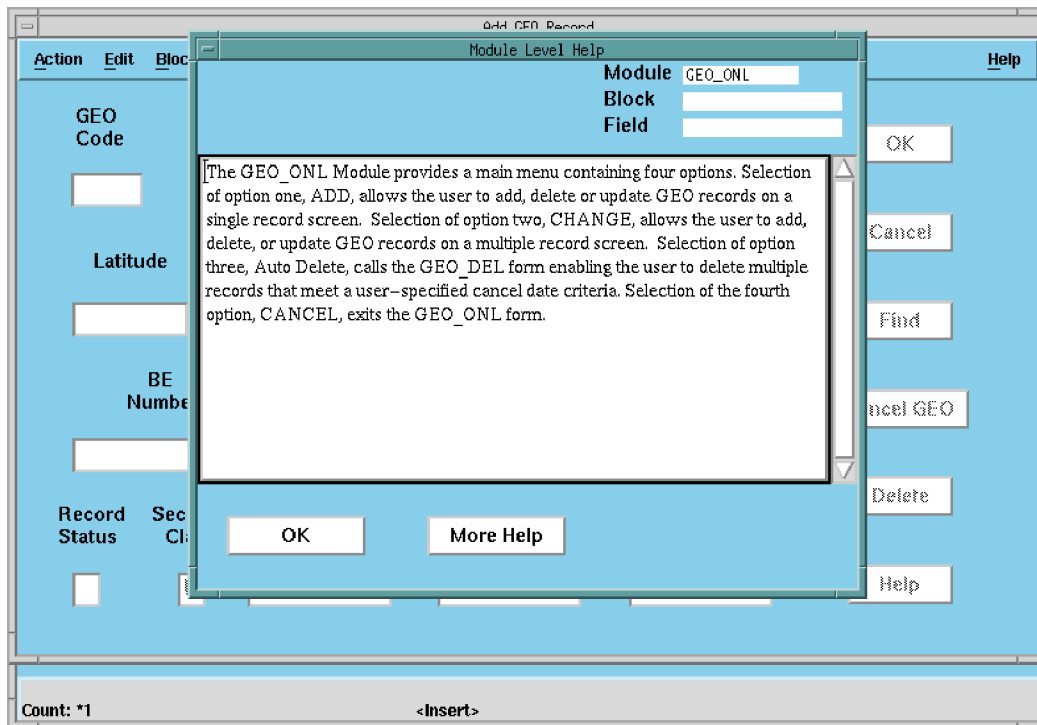 Add GEO Record
Module Level Help
Action Edit Bloc Help
Module GEO_ONL
Block
Field
GEO
Code
OK
The GEO_ONL Module provides a main menu containing four options. Selection
of option one, ADD, allows the user to add, delete or update GEO records on a
single record screen.  Selection of option two, CHANGE, allows the user to add,
delete, or update GEO records on a multiple record screen.  Selection of option
three, Auto Delete, calls the GEO_DEL form enabling the user to delete multiple
records that meet a user–specified cancel date criteria. Selection of the fourth
option, CANCEL, exits the GEO_ONL form.
Cancel
Latitude
Find
BE
Numbe
ncel GEO
Delete
Record
Status
Sec
Cl
OK More Help
Help
Count: *1 <Insert>